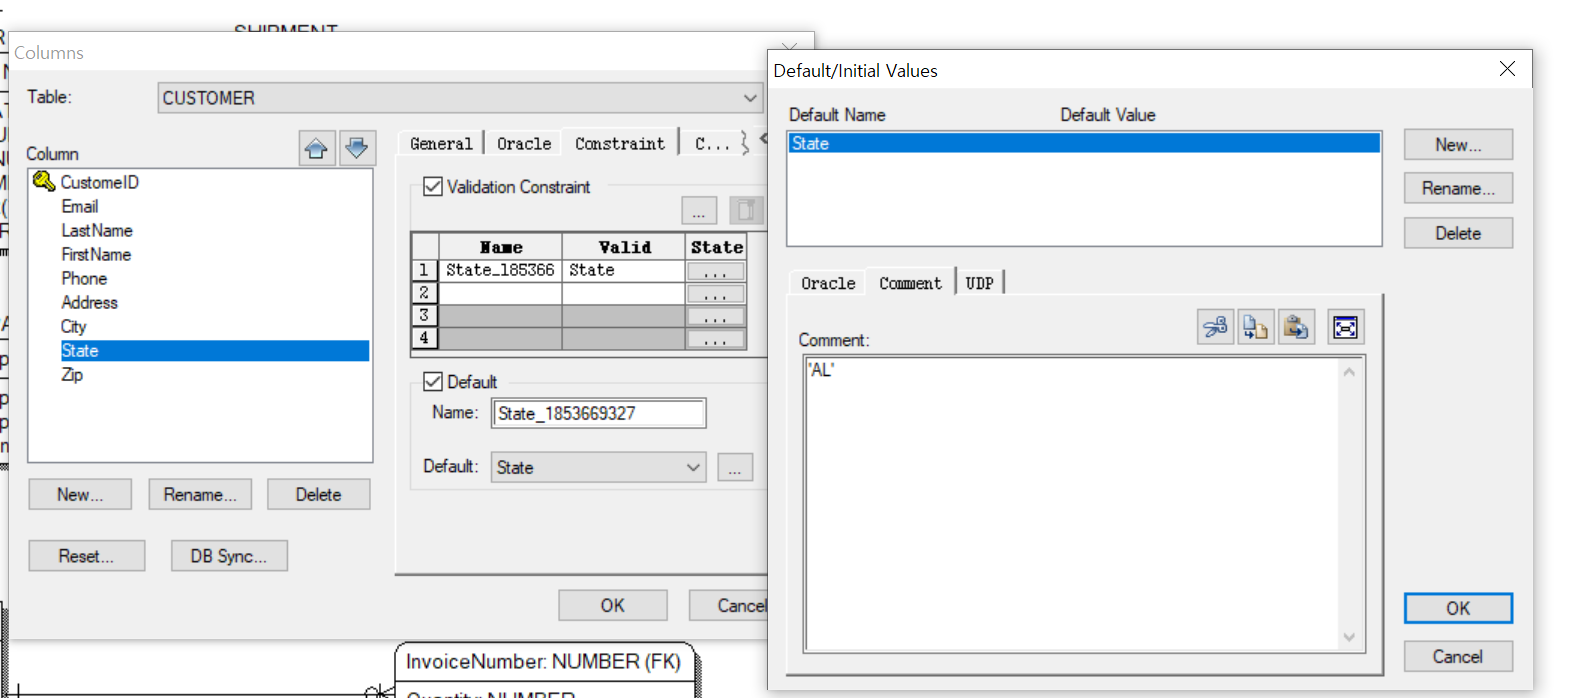 SHIPMENT
Columns
Table:
CUSTOMER
Column
CustomeID
Email
LastName
FirstName
Phone
Address
City
State
Zip
New...
Rename...
Delete
Reset...
DB Sync...
General
Oracle
Constraint
C...
Validation Constraint
...
Name Valid State
1 State_185366 State ...
2 ...
3 ...
4 ...
Default
Name: State_1853669327
Default: State ...
OK
Cancel
InvoiceNumber: NUMBER (FK)
Quantity: NUMBER
Default/Initial Values
Default Name Default Value
State
New...
Rename...
Delete
Oracle
Comment
UDP
Comment:
'AL'
OK
Cancel